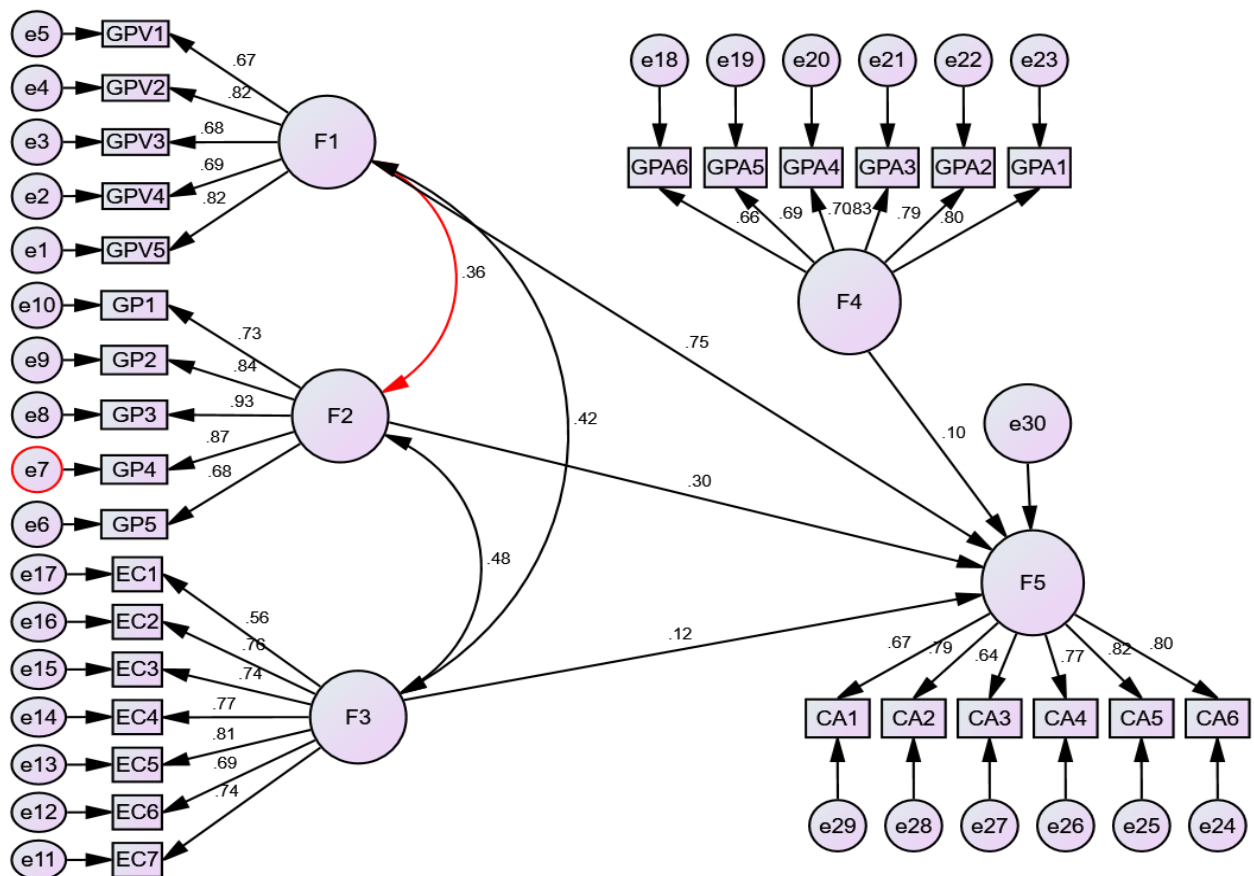 e5 GPV1
.67
e4 GPV2
.82
e3 GPV3
.68
e2 GPV4
.69
e1 GPV5
.82
F1
e10 GP1
.73
e9 GP2
.84
e8 GP3
.93
e7 GP4
.87
e6 GP5
.68
F2
e17 EC1
.56
e16 EC2
.76
e15 EC3
.74
e14 EC4
.77
e13 EC5
.81
e12 EC6
.69
e11 EC7
.74
F3
.36
.42
.48
.75
.30
.12
.10
e18 e19 e20 e21 e22 e23
GPA6 GPA5 GPA4 GPA3 GPA2 GPA1
.66 .69 .70 .83 .79 .80
F4
e30
F5
.67 .79 .64 .77 .82 .80
CA1 CA2 CA3 CA4 CA5 CA6
e29 e28 e27 e26 e25 e24